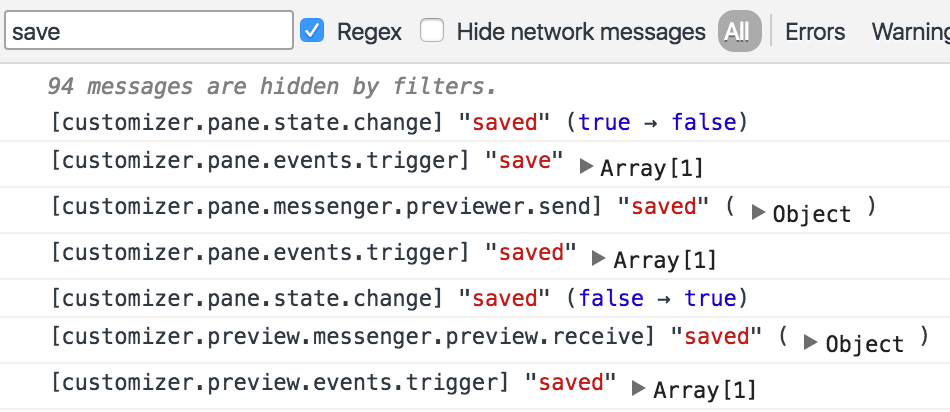 save Regex Hide network messages All Errors Warning
94 messages are hidden by filters.
[customizer.pane.state.change] "saved" (true → false)
[customizer.pane.events.trigger] "save" ▶ Array[1]
[customizer.pane.messenger.previewer.send] "saved" ( ▶ Object )
[customizer.pane.events.trigger] "saved" ▶ Array[1]
[customizer.pane.state.change] "saved" (false → true)
[customizer.preview.messenger.preview.receive] "saved" ( ▶ Object )
[customizer.preview.events.trigger] "saved" ▶ Array[1]